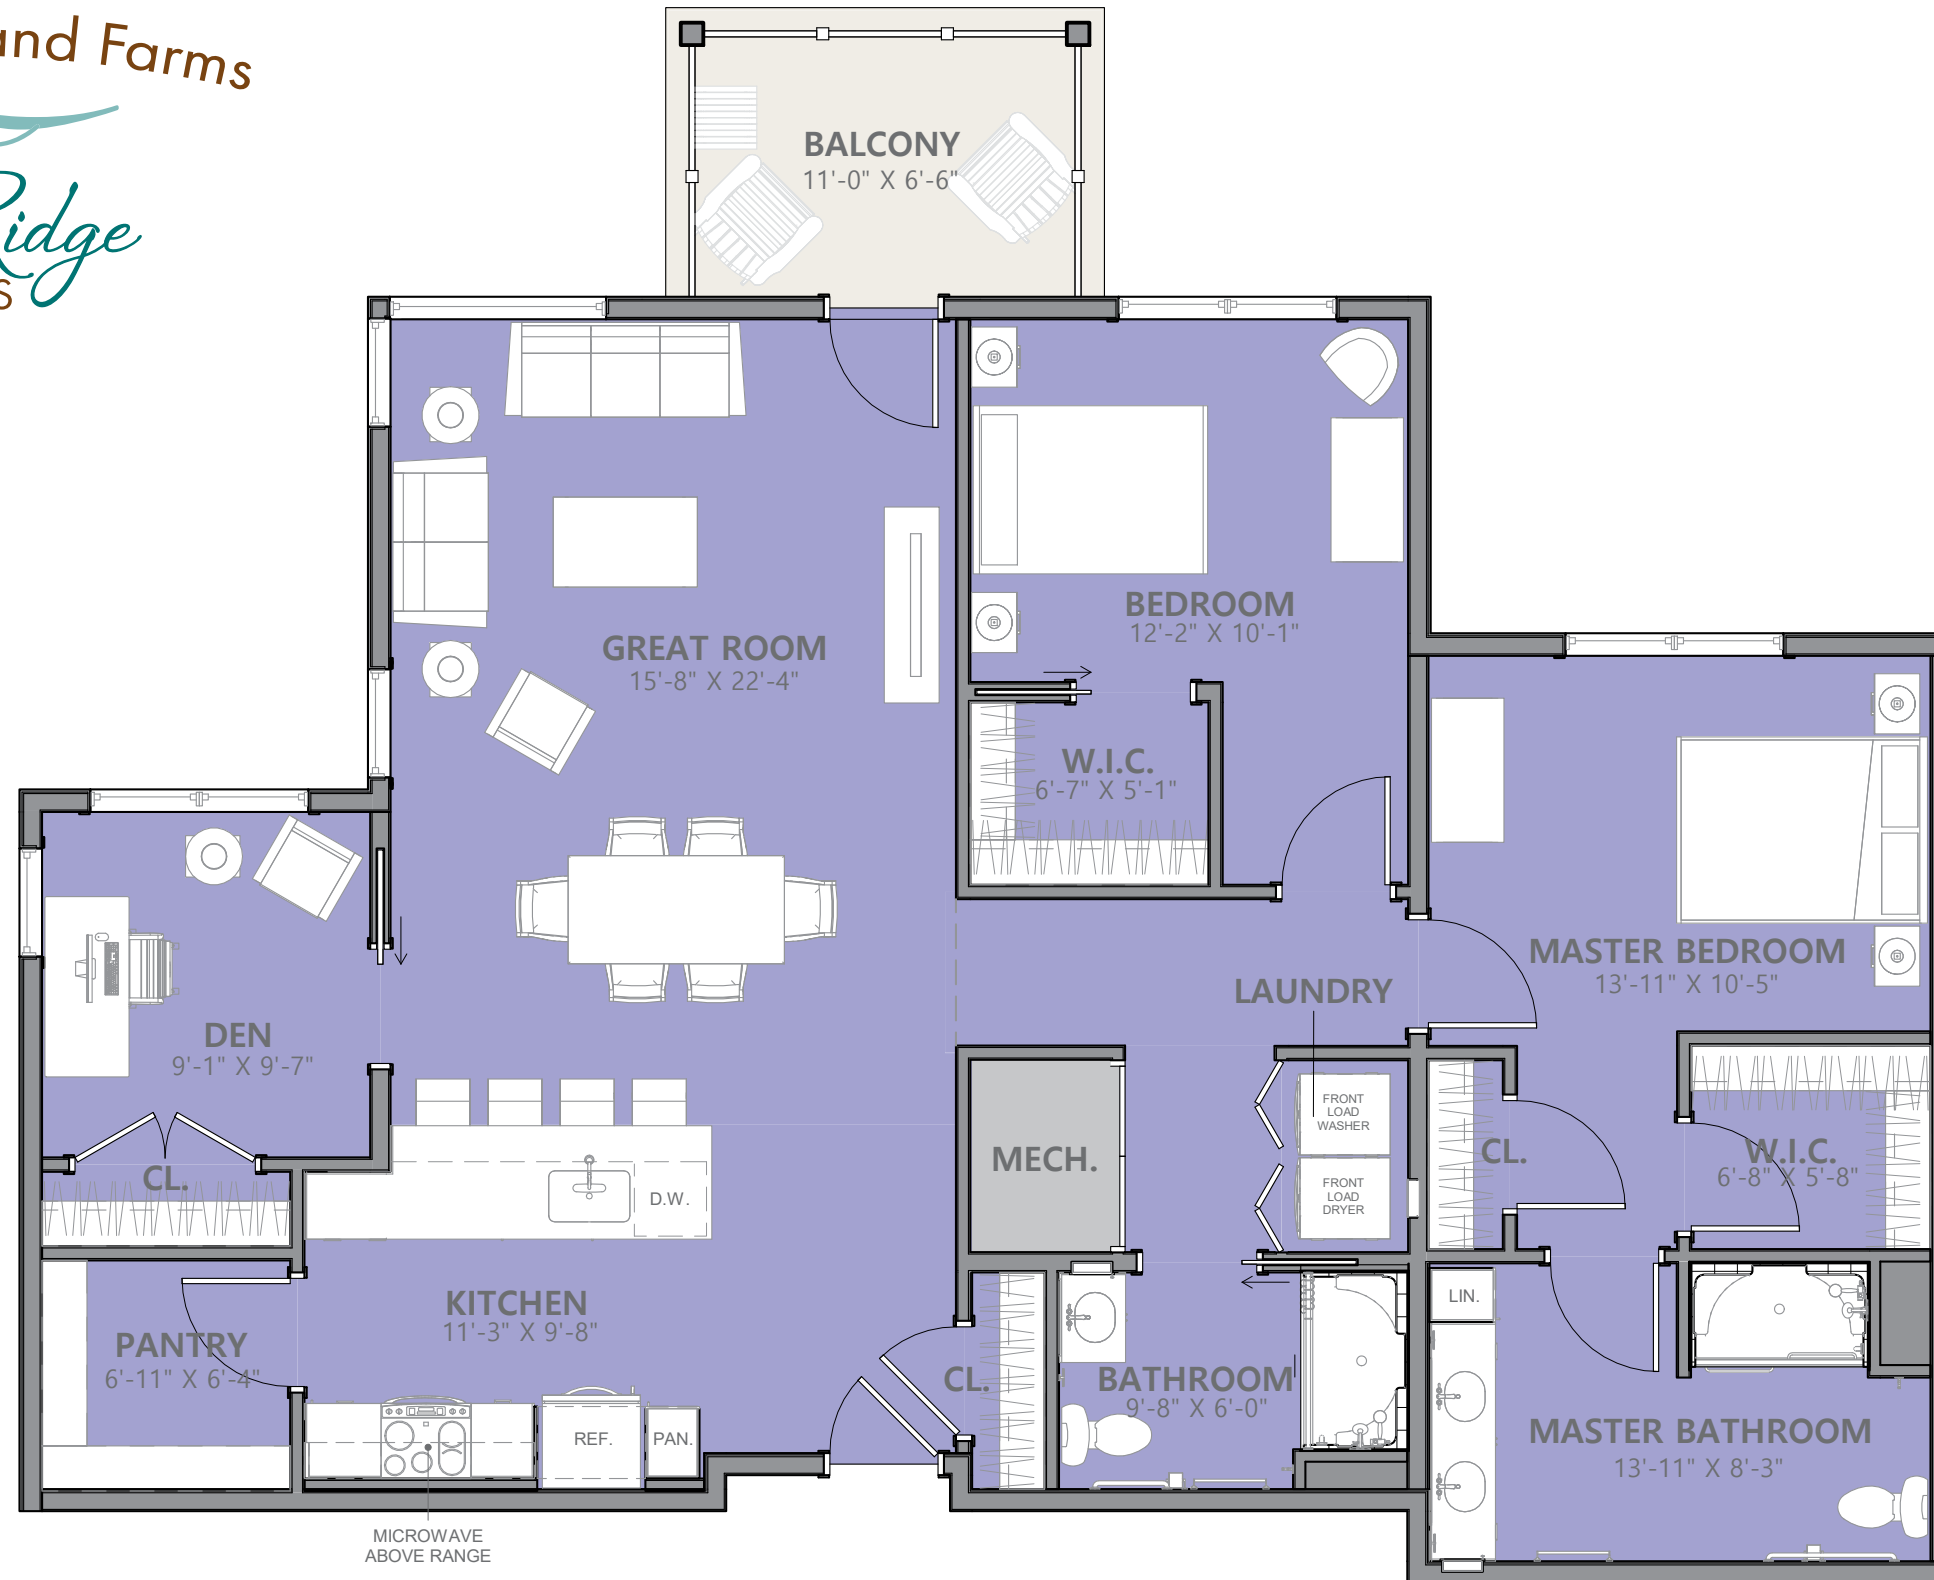 and Farms
Ridge
S
BALCONY
11'-0" X 6'-6"
GREAT ROOM
15'-8" X 22'-4"
BEDROOM
12'-2" X 10'-1"
W.I.C.
6'-7" X 5'-1"
MASTER BEDROOM
13'-11" X 10'-5"
LAUNDRY
DEN
9'-1" X 9'-7"
CL.
MECH.
FRONT
LOAD
WASHER
FRONT
LOAD
DRYER
CL.
W.I.C.
6'-8" X 5'-8"
D.W.
KITCHEN
11'-3" X 9'-8"
PANTRY
6'-11" X 6'-4"
REF.
PAN.
CL.
BATHROOM
9'-8" X 6'-0"
LIN.
MASTER BATHROOM
13'-11" X 8'-3"
MICROWAVE
ABOVE RANGE